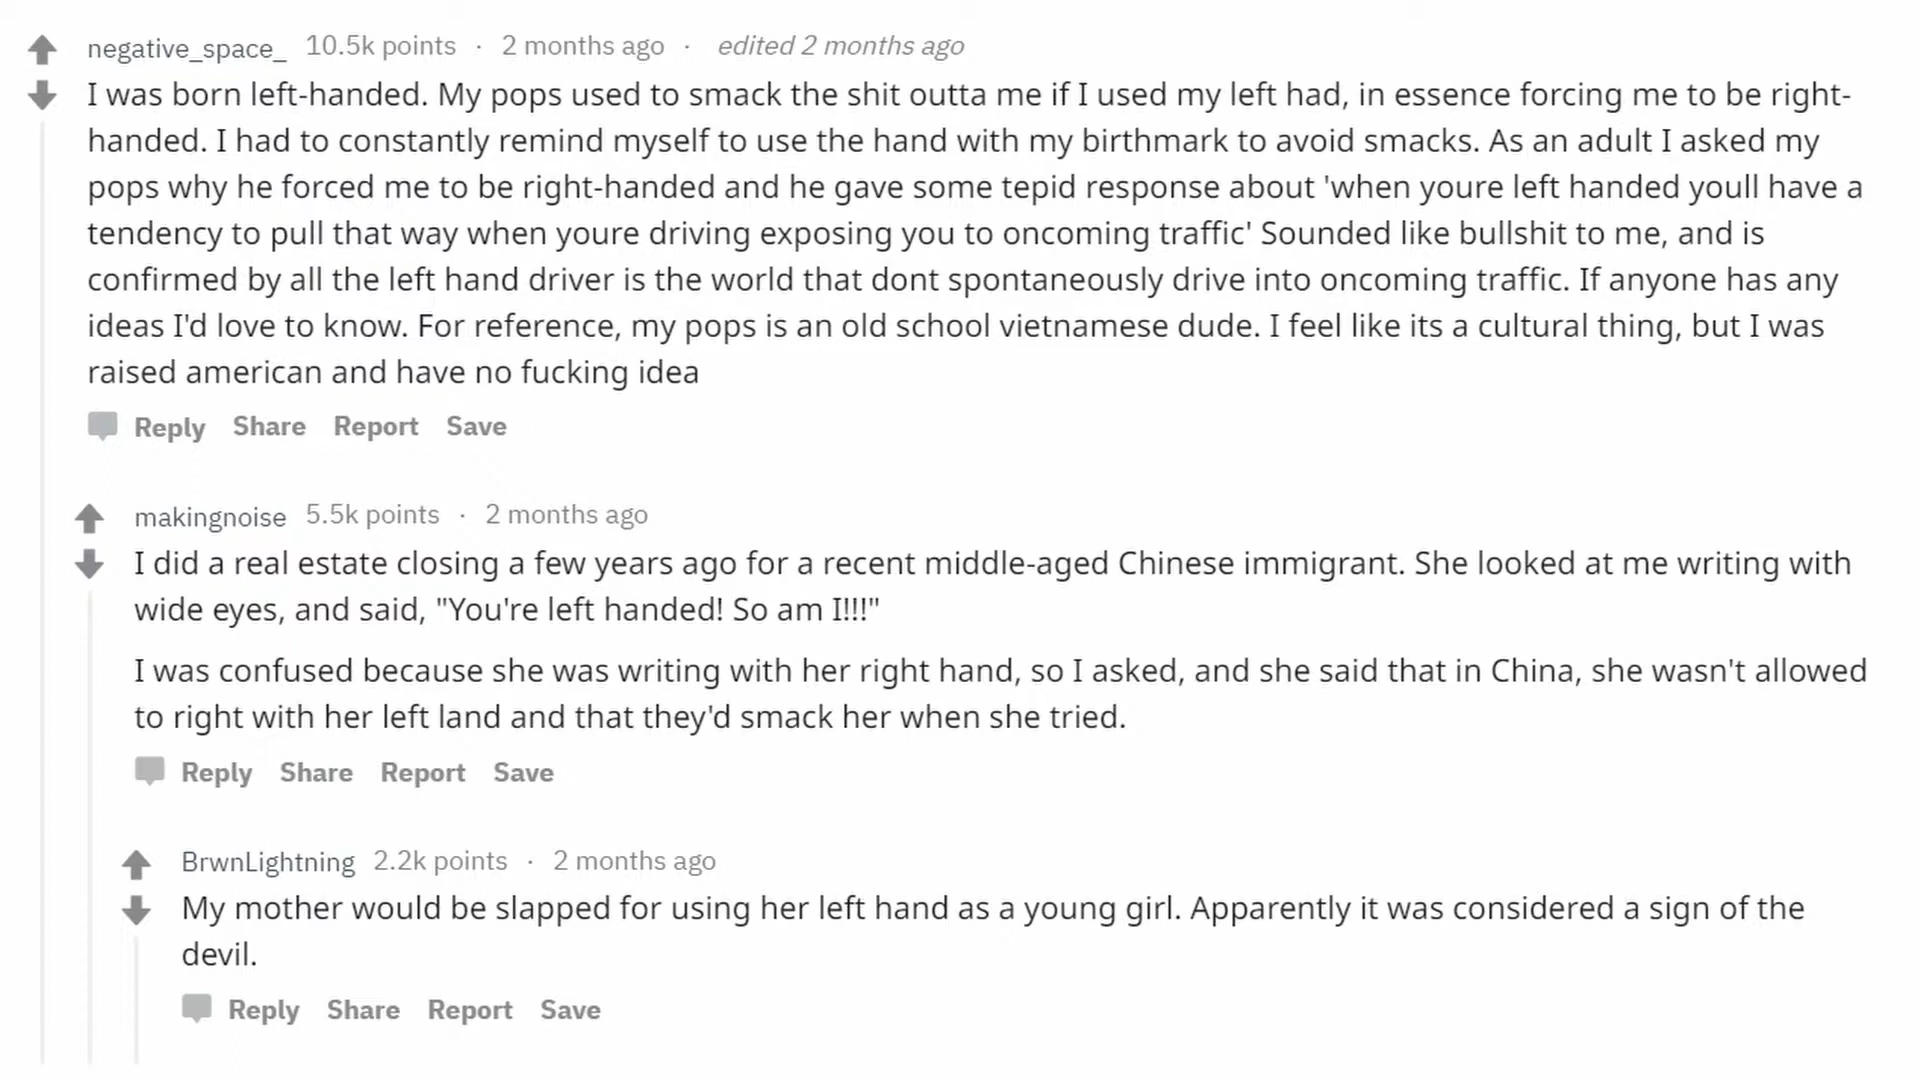 negative_space_ 10.5k points · 2 months ago · edited 2 months ago
I was born left-handed. My pops used to smack the shit outta me if I used my left had, in essence forcing me to be right-
handed. I had to constantly remind myself to use the hand with my birthmark to avoid smacks. As an adult I asked my
pops why he forced me to be right-handed and he gave some tepid response about 'when youre left handed youll have a
tendency to pull that way when youre driving exposing you to oncoming traffic' Sounded like bullshit to me, and is
confirmed by all the left hand driver is the world that dont spontaneously drive into oncoming traffic. If anyone has any
ideas I'd love to know. For reference, my pops is an old school vietnamese dude. I feel like its a cultural thing, but I was
raised american and have no fucking idea
Reply Share Report Save
makingnoise 5.5k points · 2 months ago
I did a real estate closing a few years ago for a recent middle-aged Chinese immigrant. She looked at me writing with
wide eyes, and said, "You're left handed! So am I!!!"
I was confused because she was writing with her right hand, so I asked, and she said that in China, she wasn't allowed
to right with her left land and that they'd smack her when she tried.
Reply Share Report Save
BrwnLightning 2.2k points · 2 months ago
My mother would be slapped for using her left hand as a young girl. Apparently it was considered a sign of the
devil.
Reply Share Report Save